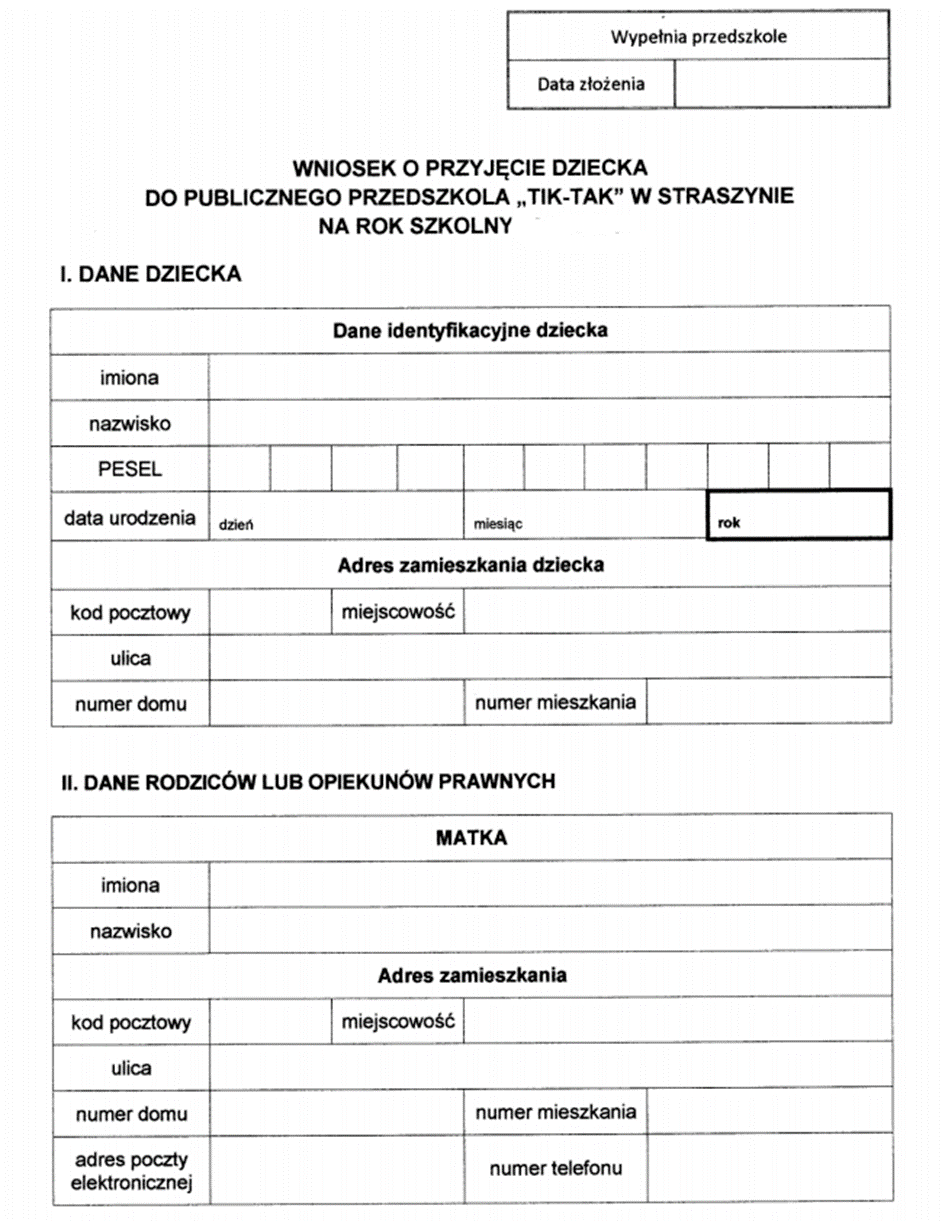 Wypełnia przedszkole
Data złożenia
WNIOSEK O PRZYJĘCIE DZIECKA
DO PUBLICZNEGO PRZEDSZKOLA „TIK-TAK” W STRASZYNIE
NA ROK SZKOLNY
I. DANE DZIECKA
Dane identyfikacyjne dziecka
imiona
nazwisko
PESEL
data urodzenia dzień miesiąc rok
Adres zamieszkania dziecka
kod pocztowy miejscowość
ulica
numer domu numer mieszkania
II. DANE RODZICÓW LUB OPIEKUNÓW PRAWNYCH
MATKA
imiona
nazwisko
Adres zamieszkania
kod pocztowy miejscowość
ulica
numer domu numer mieszkania
adres poczty
elektronicznej numer telefonu